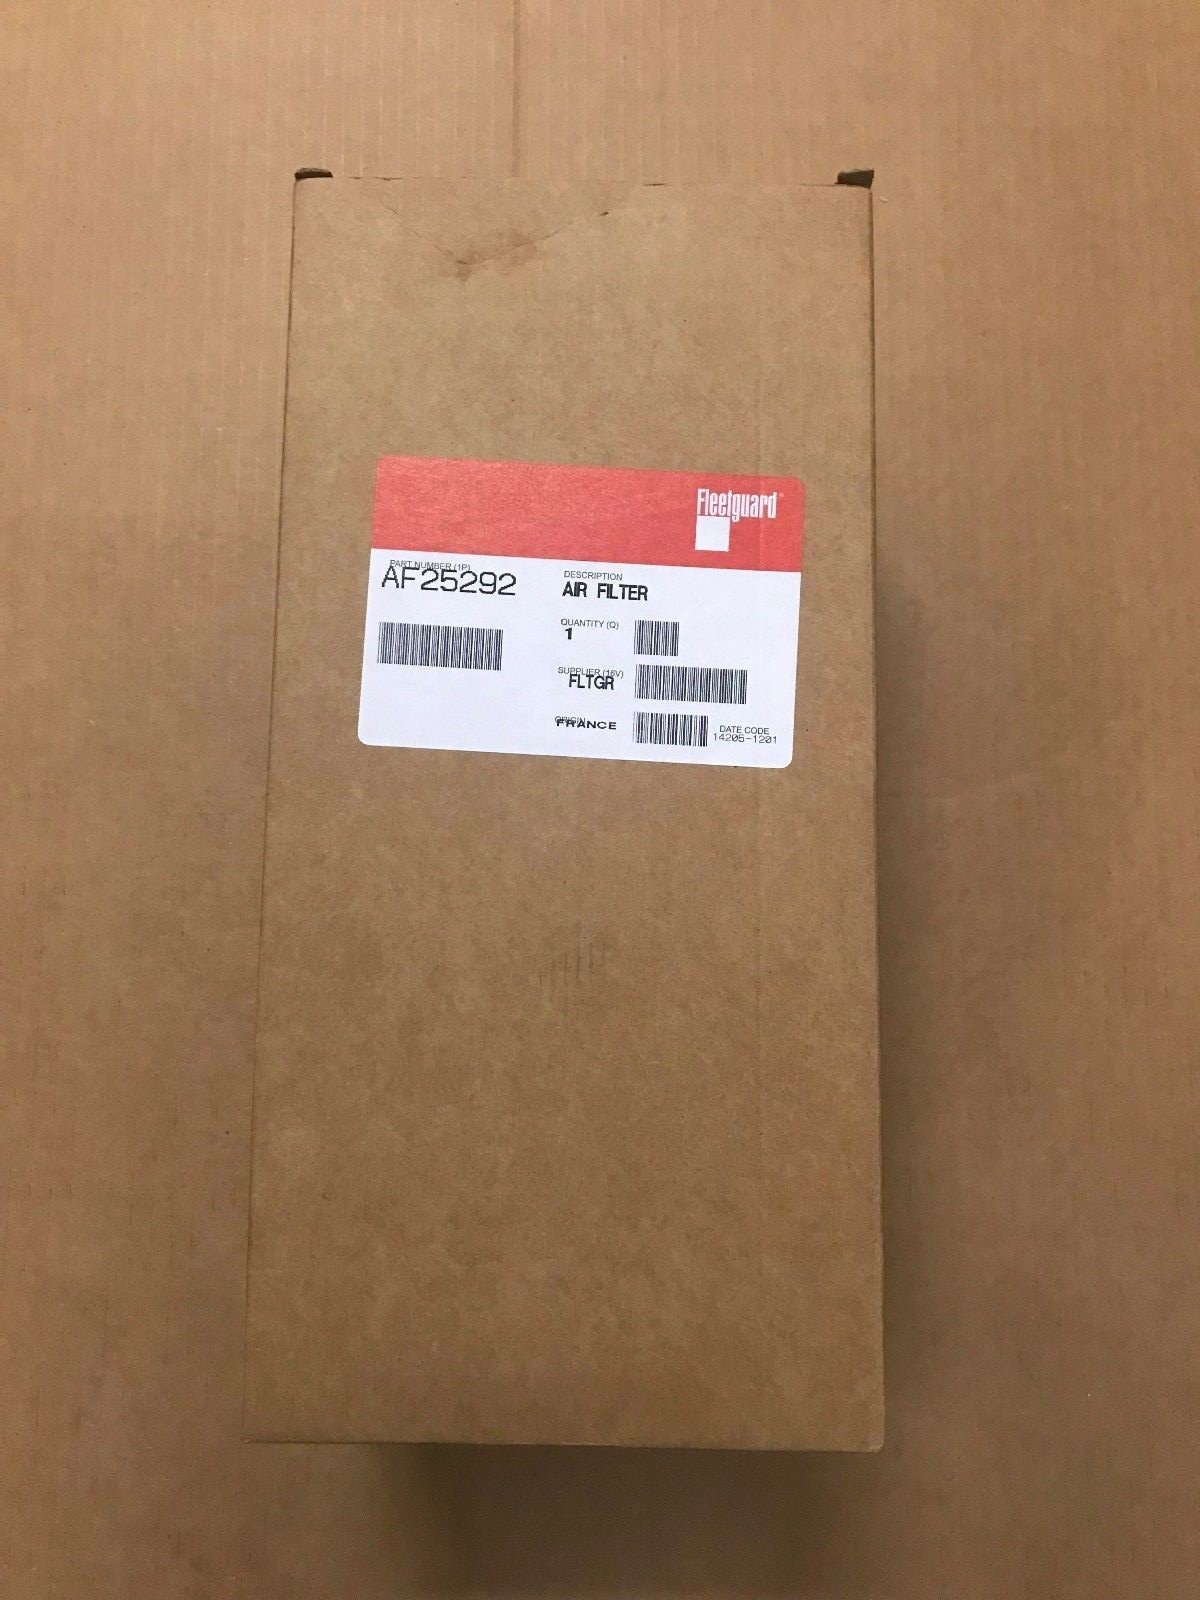 Fleetguard®
PART NUMBER (1P)
AF25292
DESCRIPTION
AIR FILTER
QUANTITY (Q)
1
SUPPLIER (16V)
FLTGR
ORIGIN
FRANCE
DATE CODE
14205-1201